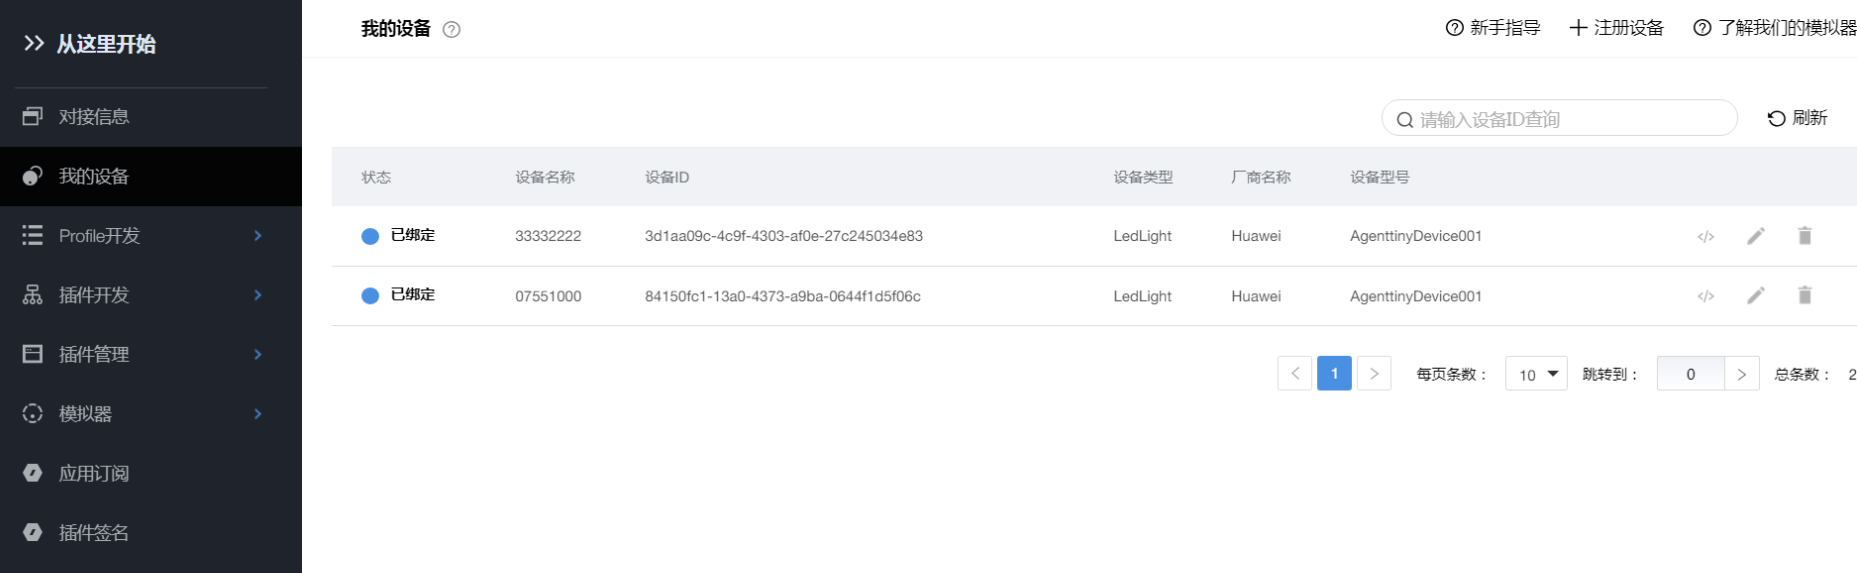 从这里开始
对接信息
我的设备
Profile开发
插件开发
插件管理
模拟器
应用订阅
插件签名
我的设备
新手指导
注册设备
了解我们的模拟器
请输入设备ID查询
刷新
状态 设备名称 设备ID 设备类型 厂商名称 设备型号
已绑定 33332222 3d1aa09c-4c9f-4303-af0e-27c245034e83 LedLight Huawei AgenttinyDevice001
已绑定 07551000 84150fc1-13a0-4373-a9ba-0644f1d5f06c LedLight Huawei AgenttinyDevice001
1 每页条数： 10 跳转到： 0 总条数： 2